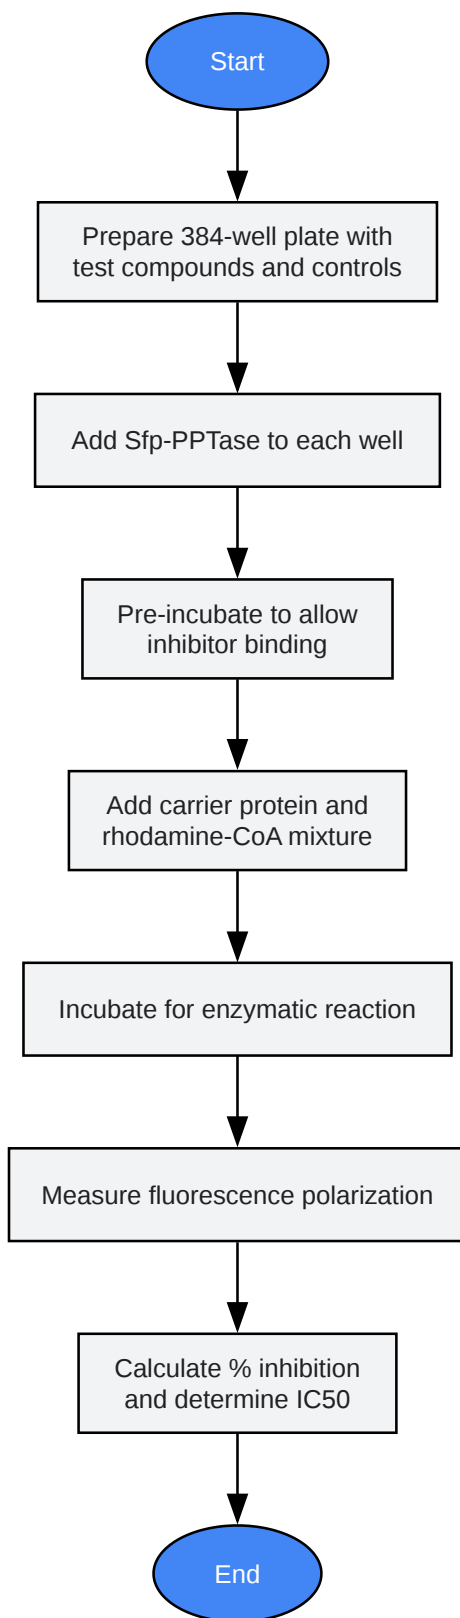 Start
Prepare 384-well plate with
test compounds and controls
Add Sfp-PPTase to each well
Pre-incubate to allow
inhibitor binding
Add carrier protein and
rhodamine-CoA mixture
Incubate for enzymatic reaction
Measure fluorescence polarization
Calculate % inhibition
and determine IC50
End